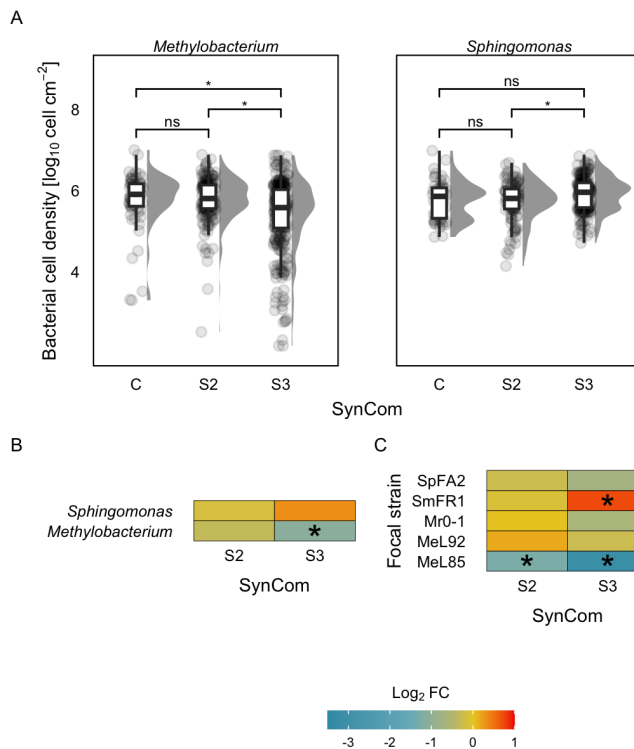 A
Methylobacterium
Sphingomonas
Bacterial cell density [log10 cell cm−2]
8
6
4
*
ns
*
ns
ns
*
C
S2
S3
C
S2
S3
SynCom
B
Sphingomonas
Methylobacterium
*
S2
S3
SynCom
C
Focal strain
SpFA2
SmFR1
Mr0-1
MeL92
MeL85
*
*
*
S2
S3
SynCom
Log2 FC
-3
-2
-1
0
1